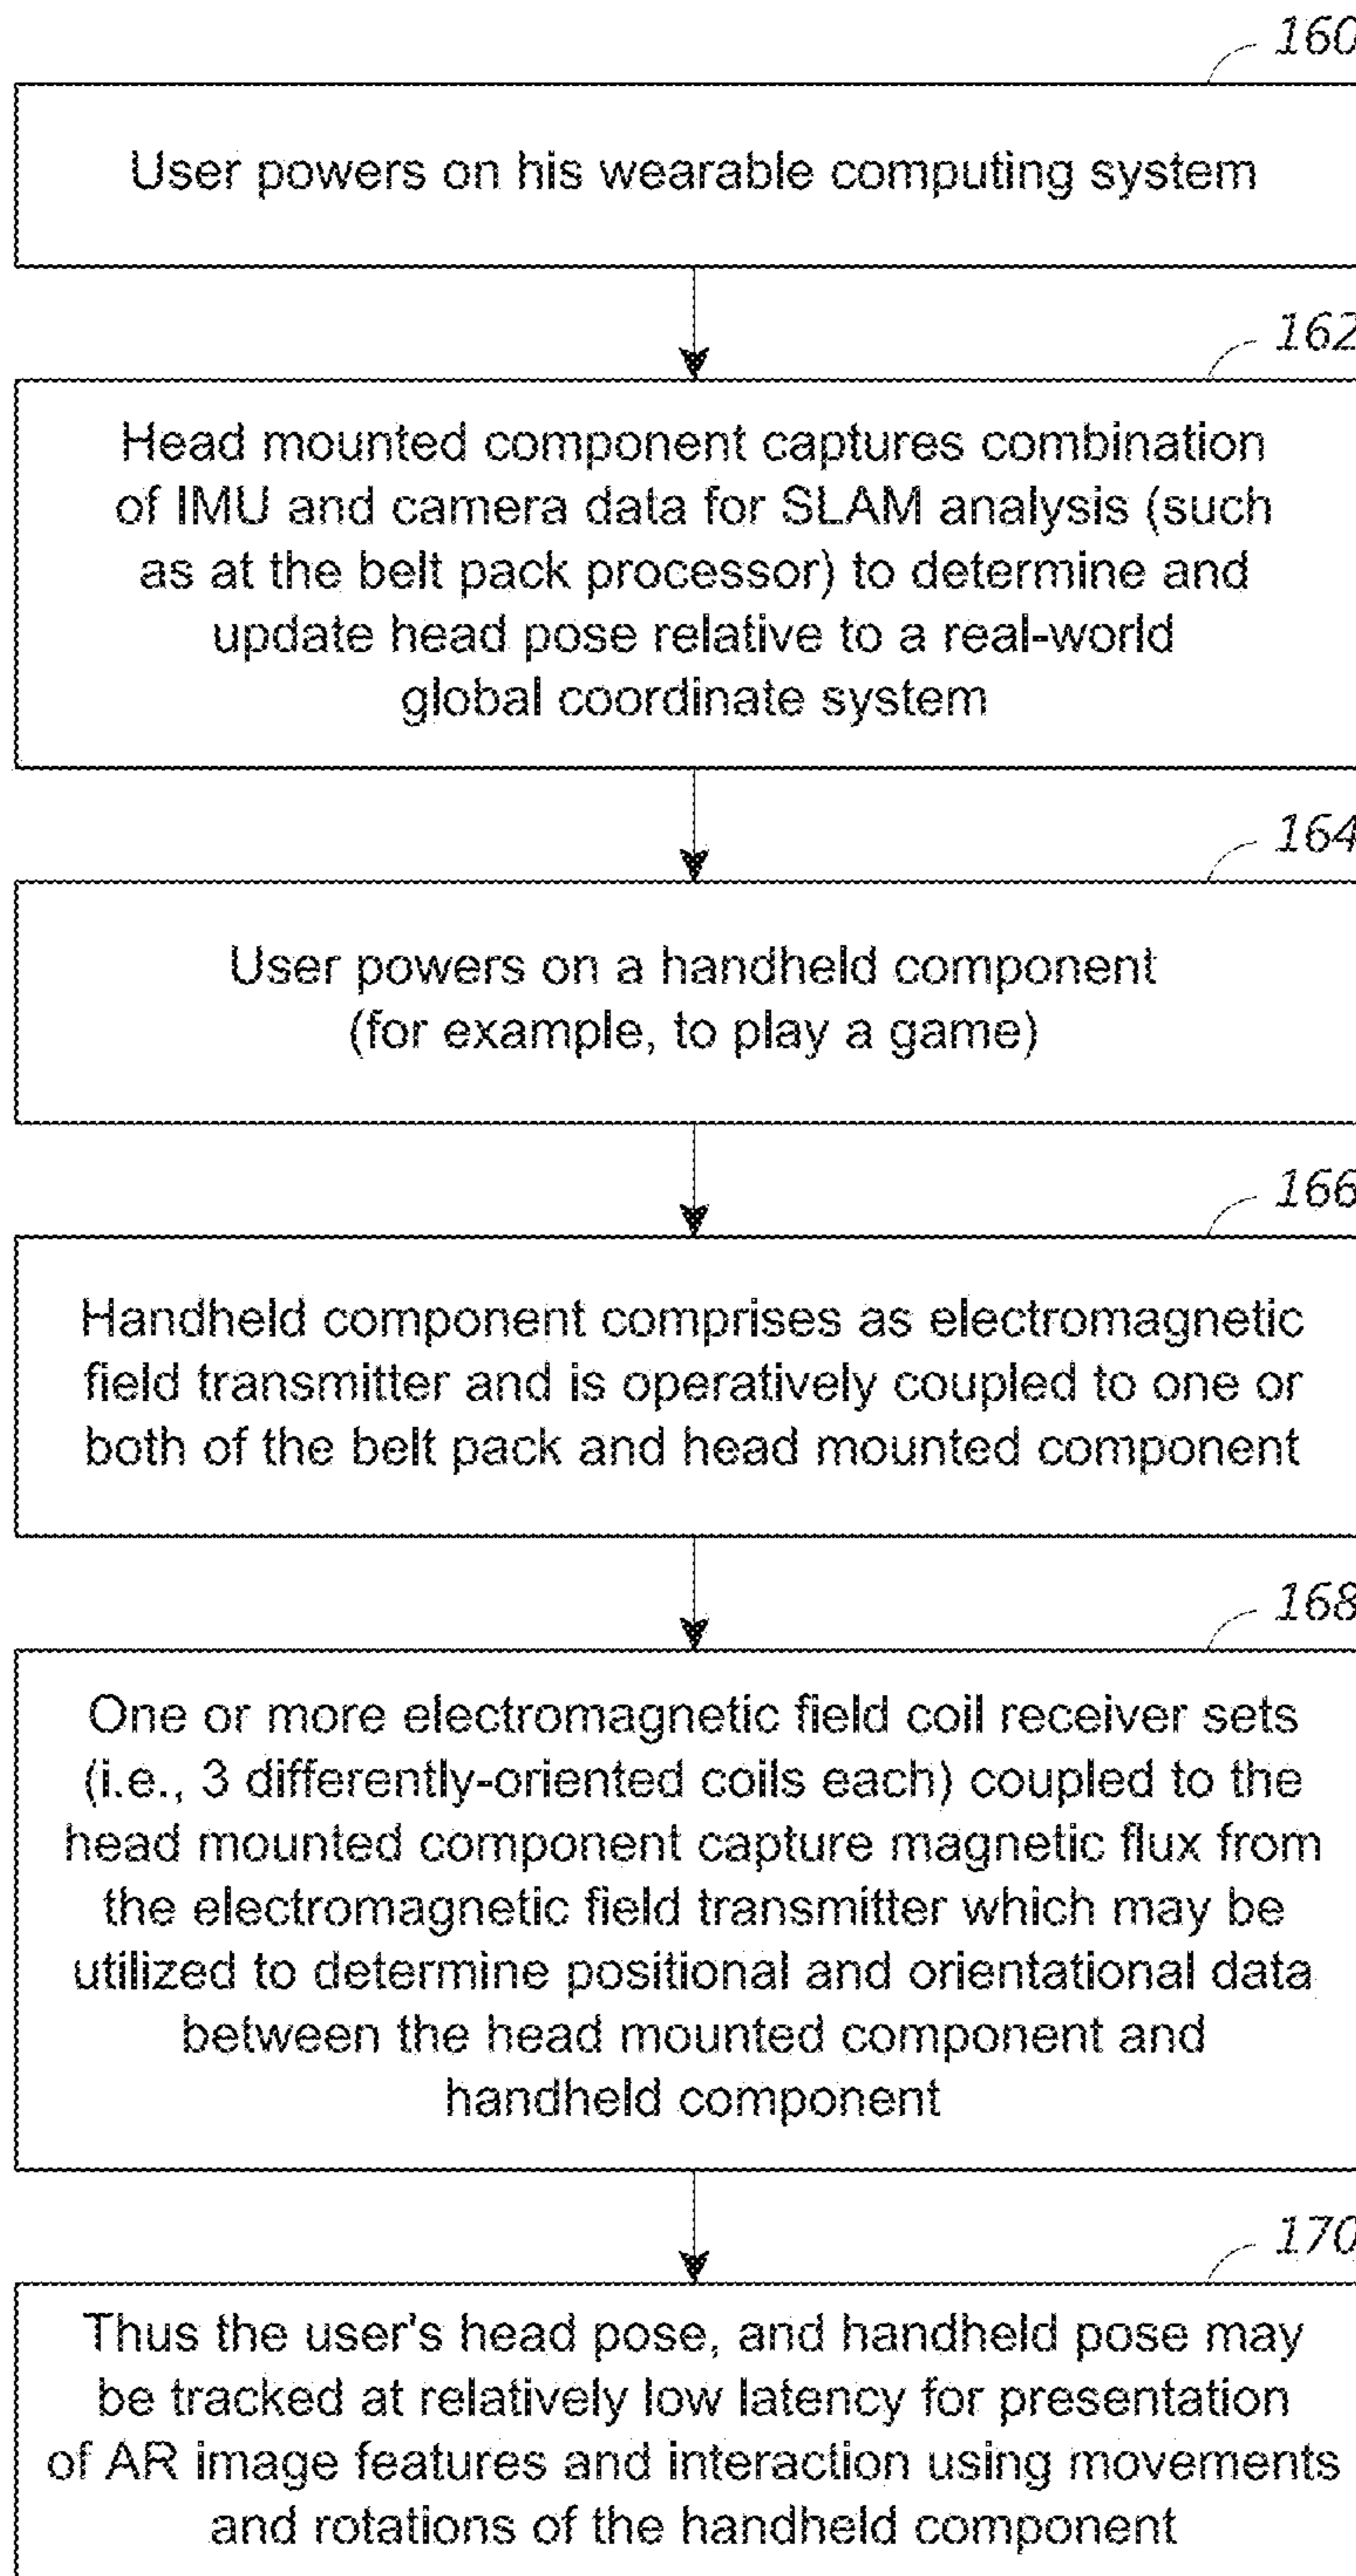 160
User powers on his wearable computing system
162
Head mounted component captures combination
of IMU and camera data for SLAM analysis (such
as at the belt pack processor) to determine and
update head pose relative to a real-world
global coordinate system
164
User powers on a handheld component
(for example, to play a game)
166
Handheld component comprises as electromagnetic
field transmitter and is operatively coupled to one or
both of the belt pack and head mounted component
168
One or more electromagnetic field coil receiver sets
(i.e., 3 differently-oriented coils each) coupled to the
head mounted component capture magnetic flux from
the electromagnetic field transmitter which may be
utilized to determine positional and orientational data
between the head mounted component and
handheld component
170
Thus the user's head pose, and handheld pose may
be tracked at relatively low latency for presentation
of AR image features and interaction using movements
and rotations of the handheld component